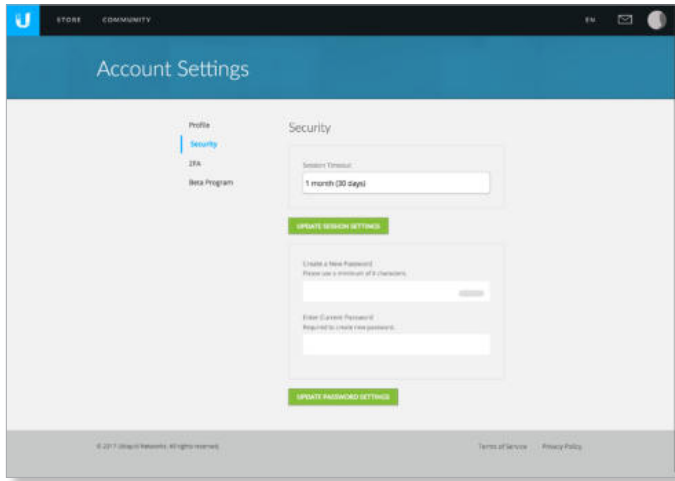 STORE COMMUNITY EN
Account Settings
Profile
Security
2FA
Beta Program
Security
Session Timeout
1 month (30 days)
UPDATE SESSION SETTINGS
Create a New Password
Please use a minimum of 8 characters.
Enter Current Password
Required to create new password.
UPDATE PASSWORD SETTINGS
© 2017 Ubiquiti Networks. All rights reserved.
Terms of Service Privacy Policy